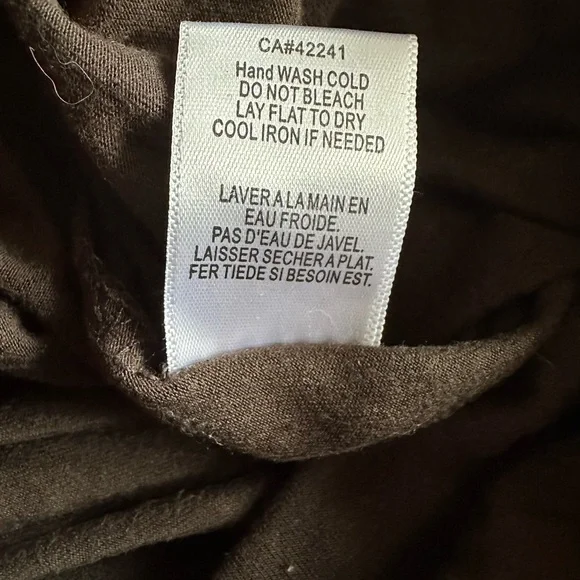 CA#42241
Hand WASH COLD
DO NOT BLEACH
LAY FLAT TO DRY
COOL IRON IF NEEDED
LAVER A LA MAIN EN
EAU FROIDE.
PAS D'EAU DE JAVEL.
LAISSER SECHER A PLAT.
FER TIEDE SI BESOIN EST.